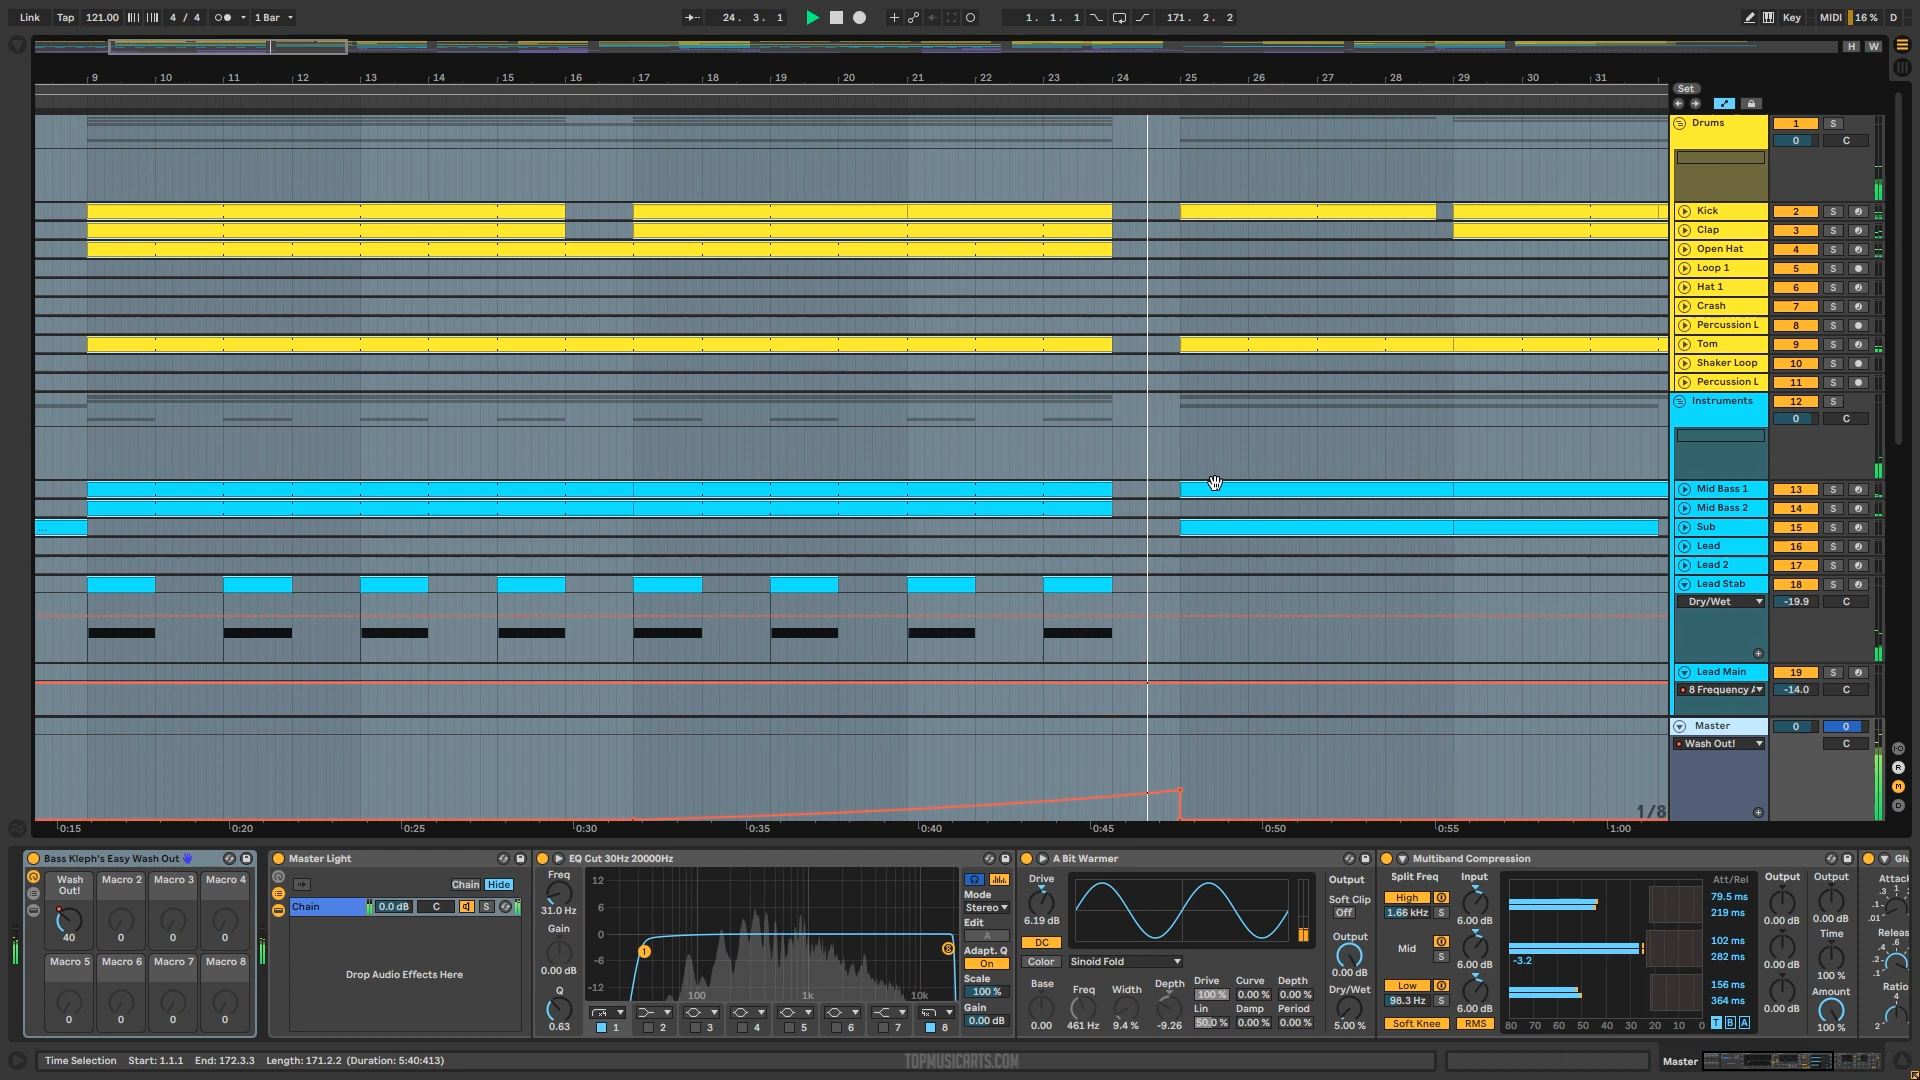 Link Tap 121.00 4 / 4 1 Bar 24. 3. 1 1. 1. 1 171. 2. 2 Key MIDI 16 % D
H W
9 10 11 12 13 14 15 16 17 18 19 20 21 22 23 24 25 26 27 28 29 30 31
Set
Drums 1 S
0 C
Kick 2 S
Clap 3 S
Open Hat 4 S
Loop 1 5 S
Hat 1 6 S
Crash 7 S
Percussion L 8 S
Tom 9 S
Shaker Loop 10 S
Percussion L 11 S
Instruments 12 S
0 C
Mid Bass 1 13 S
Mid Bass 2 14 S
... Sub 15 S
Lead 16 S
Lead 2 17 S
Lead Stab 18 S
Dry/Wet -19.9 C
Lead Main 19 S
8 Frequency A -14.0 C
Master 0 0
Wash Out! C
1/8
0:15 0:20 0:25 0:30 0:35 0:40 0:45 0:50 0:55 1:00
Bass Kleph's Easy Wash Out
Wash Out! Macro 2 Macro 3 Macro 4
40 0 0 0
Macro 5 Macro 6 Macro 7 Macro 8
0 0 0 0
Master Light
Chain Hide
Chain 0.0 dB C S
Drop Audio Effects Here
EQ Cut 30Hz 20000Hz
Freq
31.0 Hz
Gain
0.00 dB
Q
0.63
12
6
0
-6
-12
100 1k 10k
1 8
1 2 3 4 5 6 7 8
Mode
Stereo
Edit
A
Adapt. Q
On
Scale
100 %
Gain
0.00 dB
A Bit Warmer
Drive
6.19 dB
DC
Color Sinoid Fold
Base Freq Width Depth
0.00 461 Hz 9.4 % -9.26
Drive Curve Depth
100 % 0.00 % 0.00 %
Lin Damp Period
50.0 % 0.00 % 0.00 %
Output
Soft Clip
Off
Output
0.00 dB
Dry/Wet
5.00 %
Multiband Compression
Split Freq Input Att/Rel Output Output
High
1.66 kHz S 6.00 dB 79.5 ms 219 ms 0.00 dB 0.00 dB
Mid S 6.00 dB -3.2 102 ms 282 ms 0.00 dB Time 100 %
Low
98.3 Hz S 6.00 dB 156 ms 364 ms 0.00 dB Amount 100 %
Soft Knee RMS 80 70 60 50 40 30 20 10 0 T B A
Glu
Attack
.3 1
.1
.01
Releas
.4 .6
.2
.1
Ratio
4
2
Time Selection Start: 1.1.1 End: 172.3.3 Length: 171.2.2 (Duration: 5:40:413)
TOPMUSICARTS.COM
Master